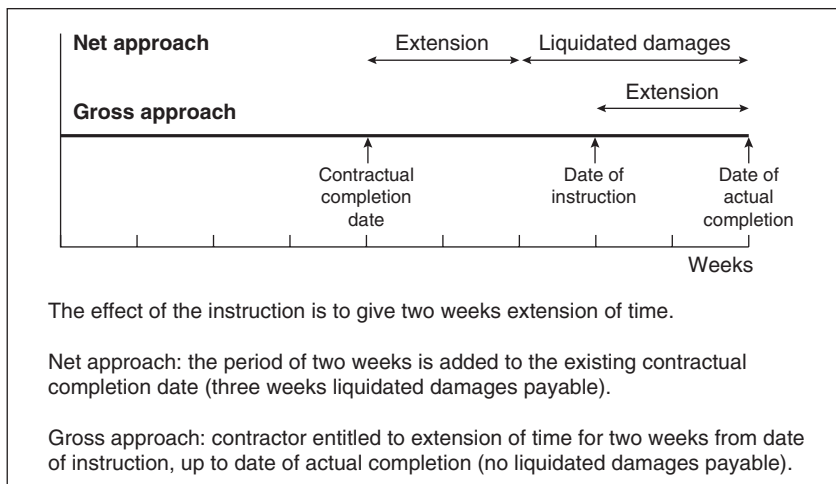 Net approach
Extension
Liquidated damages
Extension
Gross approach
Contractual
completion
date
Date of
instruction
Date of
actual
completion
Weeks
The effect of the instruction is to give two weeks extension of time.
Net approach: the period of two weeks is added to the existing contractual
completion date (three weeks liquidated damages payable).
Gross approach: contractor entitled to extension of time for two weeks from date
of instruction, up to date of actual completion (no liquidated damages payable).